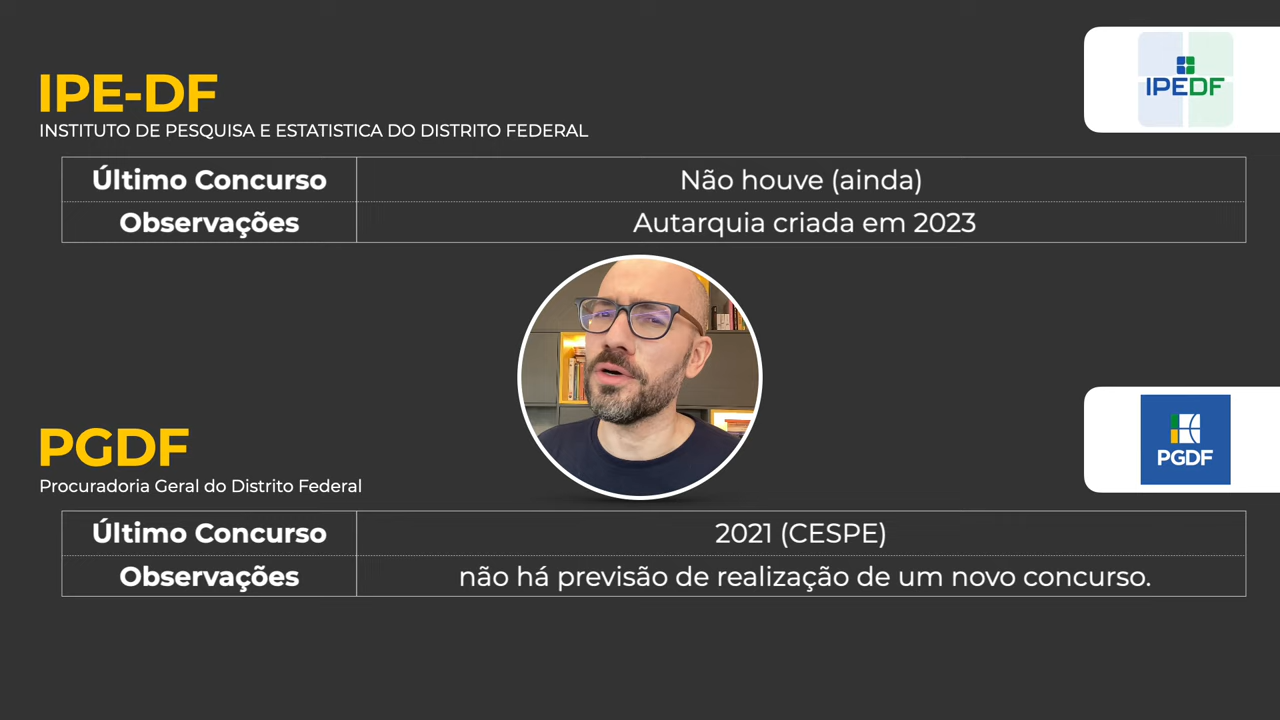 IPE-DF
INSTITUTO DE PESQUISA E ESTATISTICA DO DISTRITO FEDERAL
IPEDF
Último Concurso Não houve (ainda)
Observações Autarquia criada em 2023
PGDF
Procuradoria Geral do Distrito Federal
PGDF
Último Concurso 2021 (CESPE)
Observações não há previsão de realização de um novo concurso.